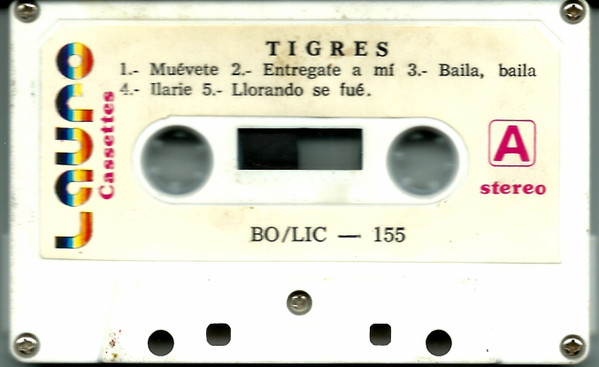 TIGRES
1.- Muévete 2.- Entregate a mí 3.- Baila, baila
4.- Ilarie 5.- Llorando se fué.
Lauro
Cassettes
A
stereo
BO/LIC — 155